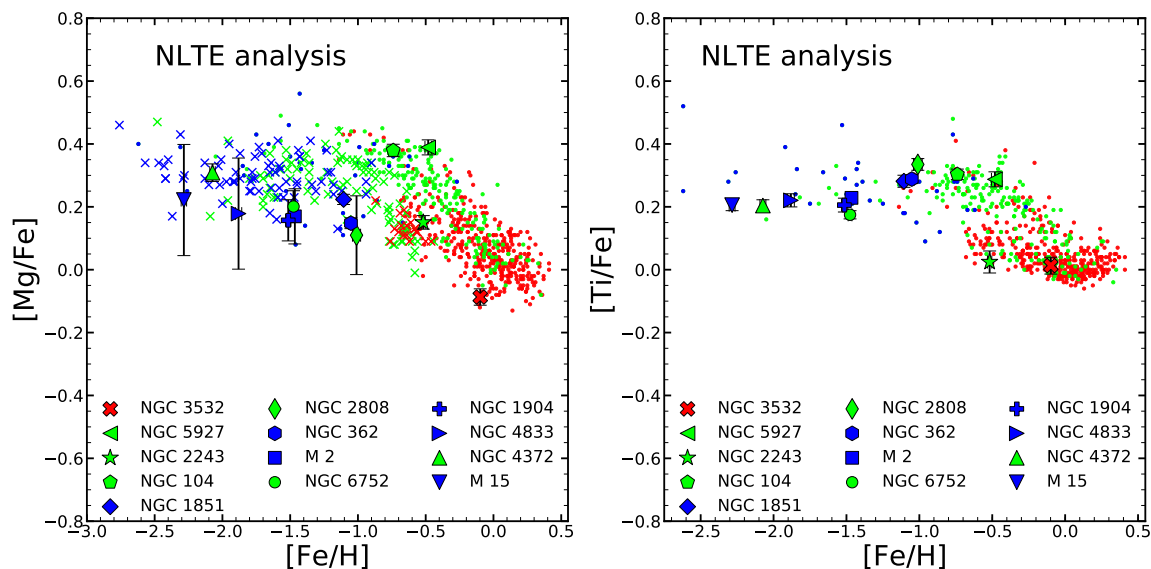 NLTE analysis
0.8
0.6
0.4
0.2
0.0
−0.2
−0.4
−0.6
−0.8
[Mg/Fe]
NGC 3532 NGC 2808 NGC 1904
NGC 5927 NGC 362 NGC 4833
NGC 2243 M 2 NGC 4372
NGC 104 NGC 6752 M 15
NGC 1851
−3.0 −2.5 −2.0 −1.5 −1.0 −0.5 0.0 0.5
[Fe/H]
NLTE analysis
0.8
0.6
0.4
0.2
0.0
−0.2
−0.4
−0.6
−0.8
[Ti/Fe]
NGC 3532 NGC 2808 NGC 1904
NGC 5927 NGC 362 NGC 4833
NGC 2243 M 2 NGC 4372
NGC 104 NGC 6752 M 15
NGC 1851
−2.5 −2.0 −1.5 −1.0 −0.5 0.0 0.5
[Fe/H]